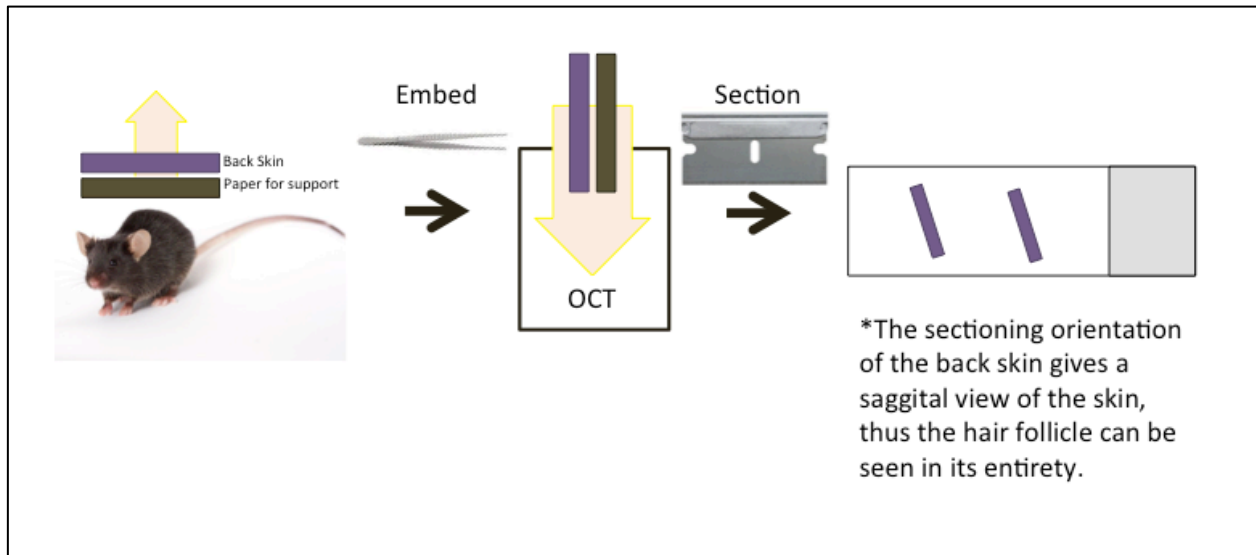 Back Skin
Paper for support
Embed
OCT
Section
*The sectioning orientation
of the back skin gives a
saggital view of the skin,
thus the hair follicle can be
seen in its entirety.